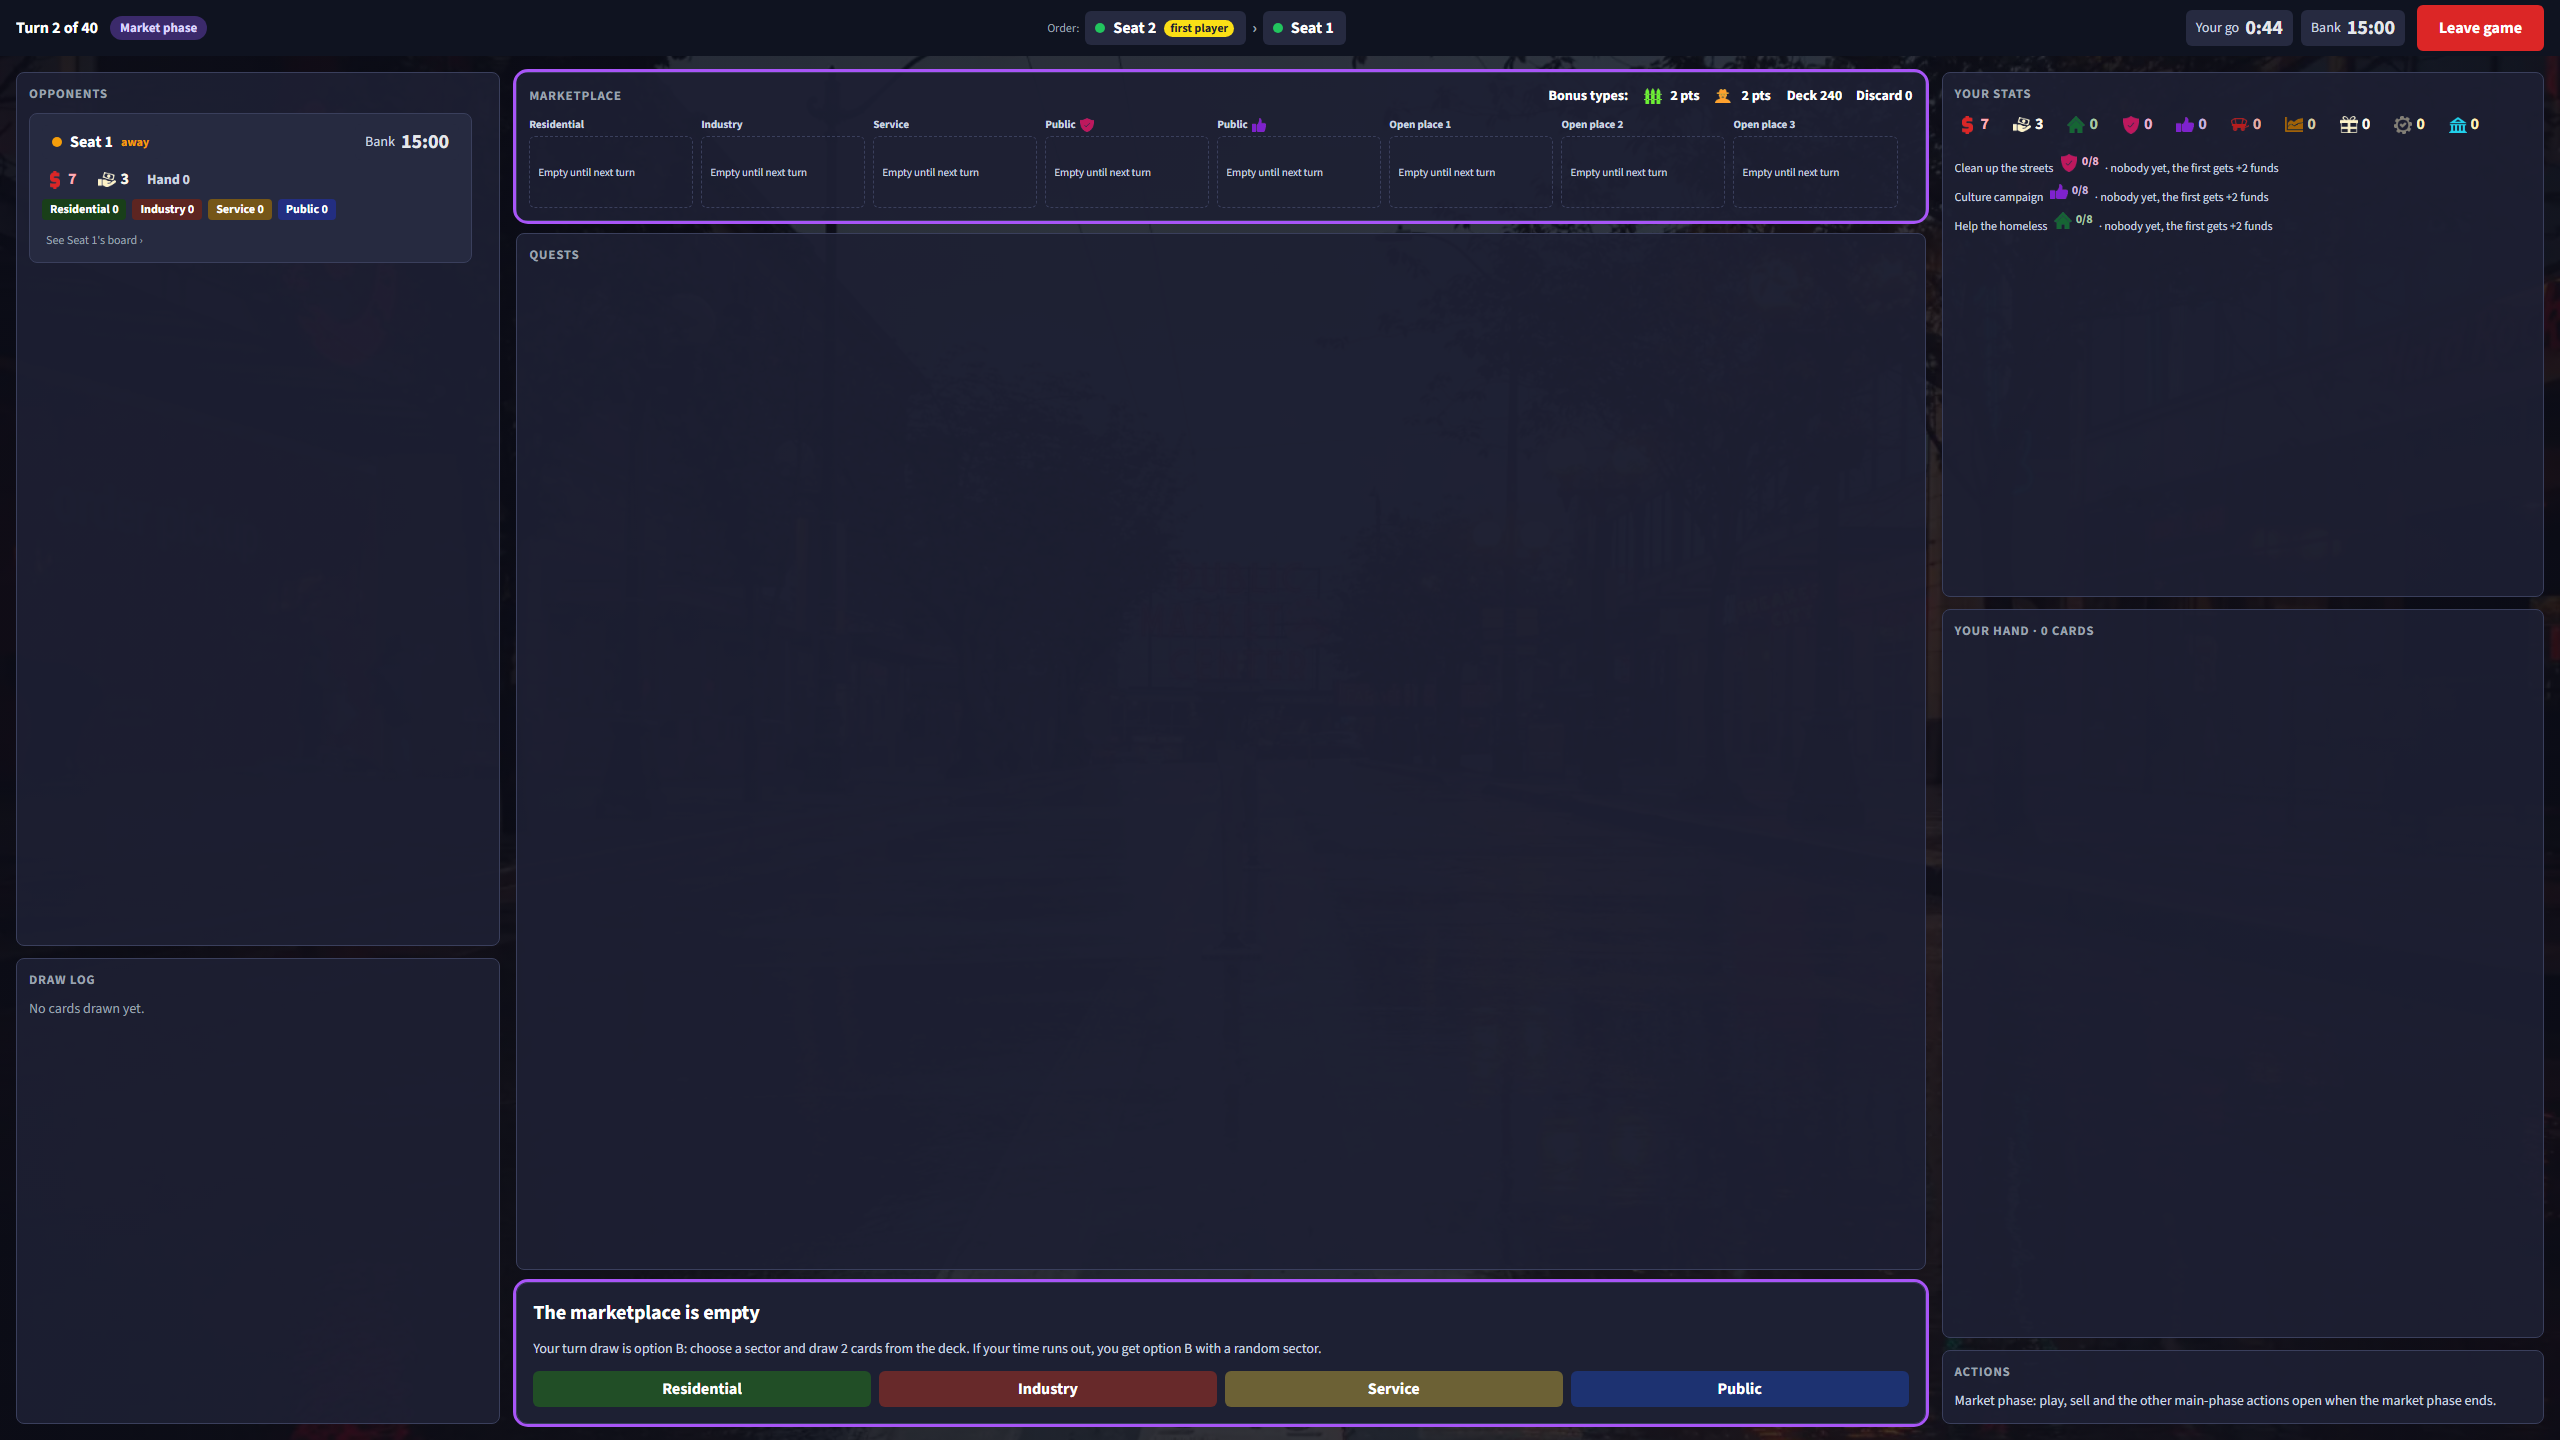 Turn 2 of 40
Market phase
Order:
Seat 2
first player
›
Seat 1
Your go 0:44
Bank 15:00
Leave game
OPPONENTS
Seat 1 away
Bank 15:00
7 3 Hand 0
Residential 0 Industry 0 Service 0 Public 0
See Seat 1's board ›
DRAW LOG
No cards drawn yet.
MARKETPLACE
Bonus types: 2 pts 2 pts Deck 240 Discard 0
Residential Industry Service Public Public Open place 1 Open place 2 Open place 3
Empty until next turn Empty until next turn Empty until next turn Empty until next turn Empty until next turn Empty until next turn Empty until next turn Empty until next turn
QUESTS
The marketplace is empty
Your turn draw is option B: choose a sector and draw 2 cards from the deck. If your time runs out, you get option B with a random sector.
Residential Industry Service Public
YOUR STATS
7 3 0 0 0 0 0 0 0 0
Clean up the streets 0/8 · nobody yet, the first gets +2 funds
Culture campaign 0/8 · nobody yet, the first gets +2 funds
Help the homeless 0/8 · nobody yet, the first gets +2 funds
YOUR HAND · 0 CARDS
ACTIONS
Market phase: play, sell and the other main-phase actions open when the market phase ends.